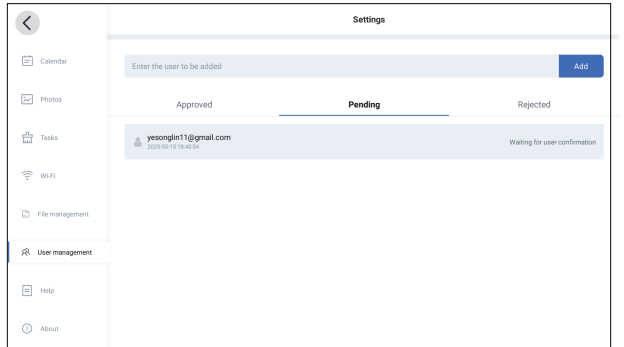 Settings
Calendar
Photos
Tasks
Wi-Fi
File management
User management
Help
About
Enter the user to be added
Add
Approved
Pending
Rejected
yesonglin11@gmail.com
2025-05-15 18:40:54
Waiting for user confirmation